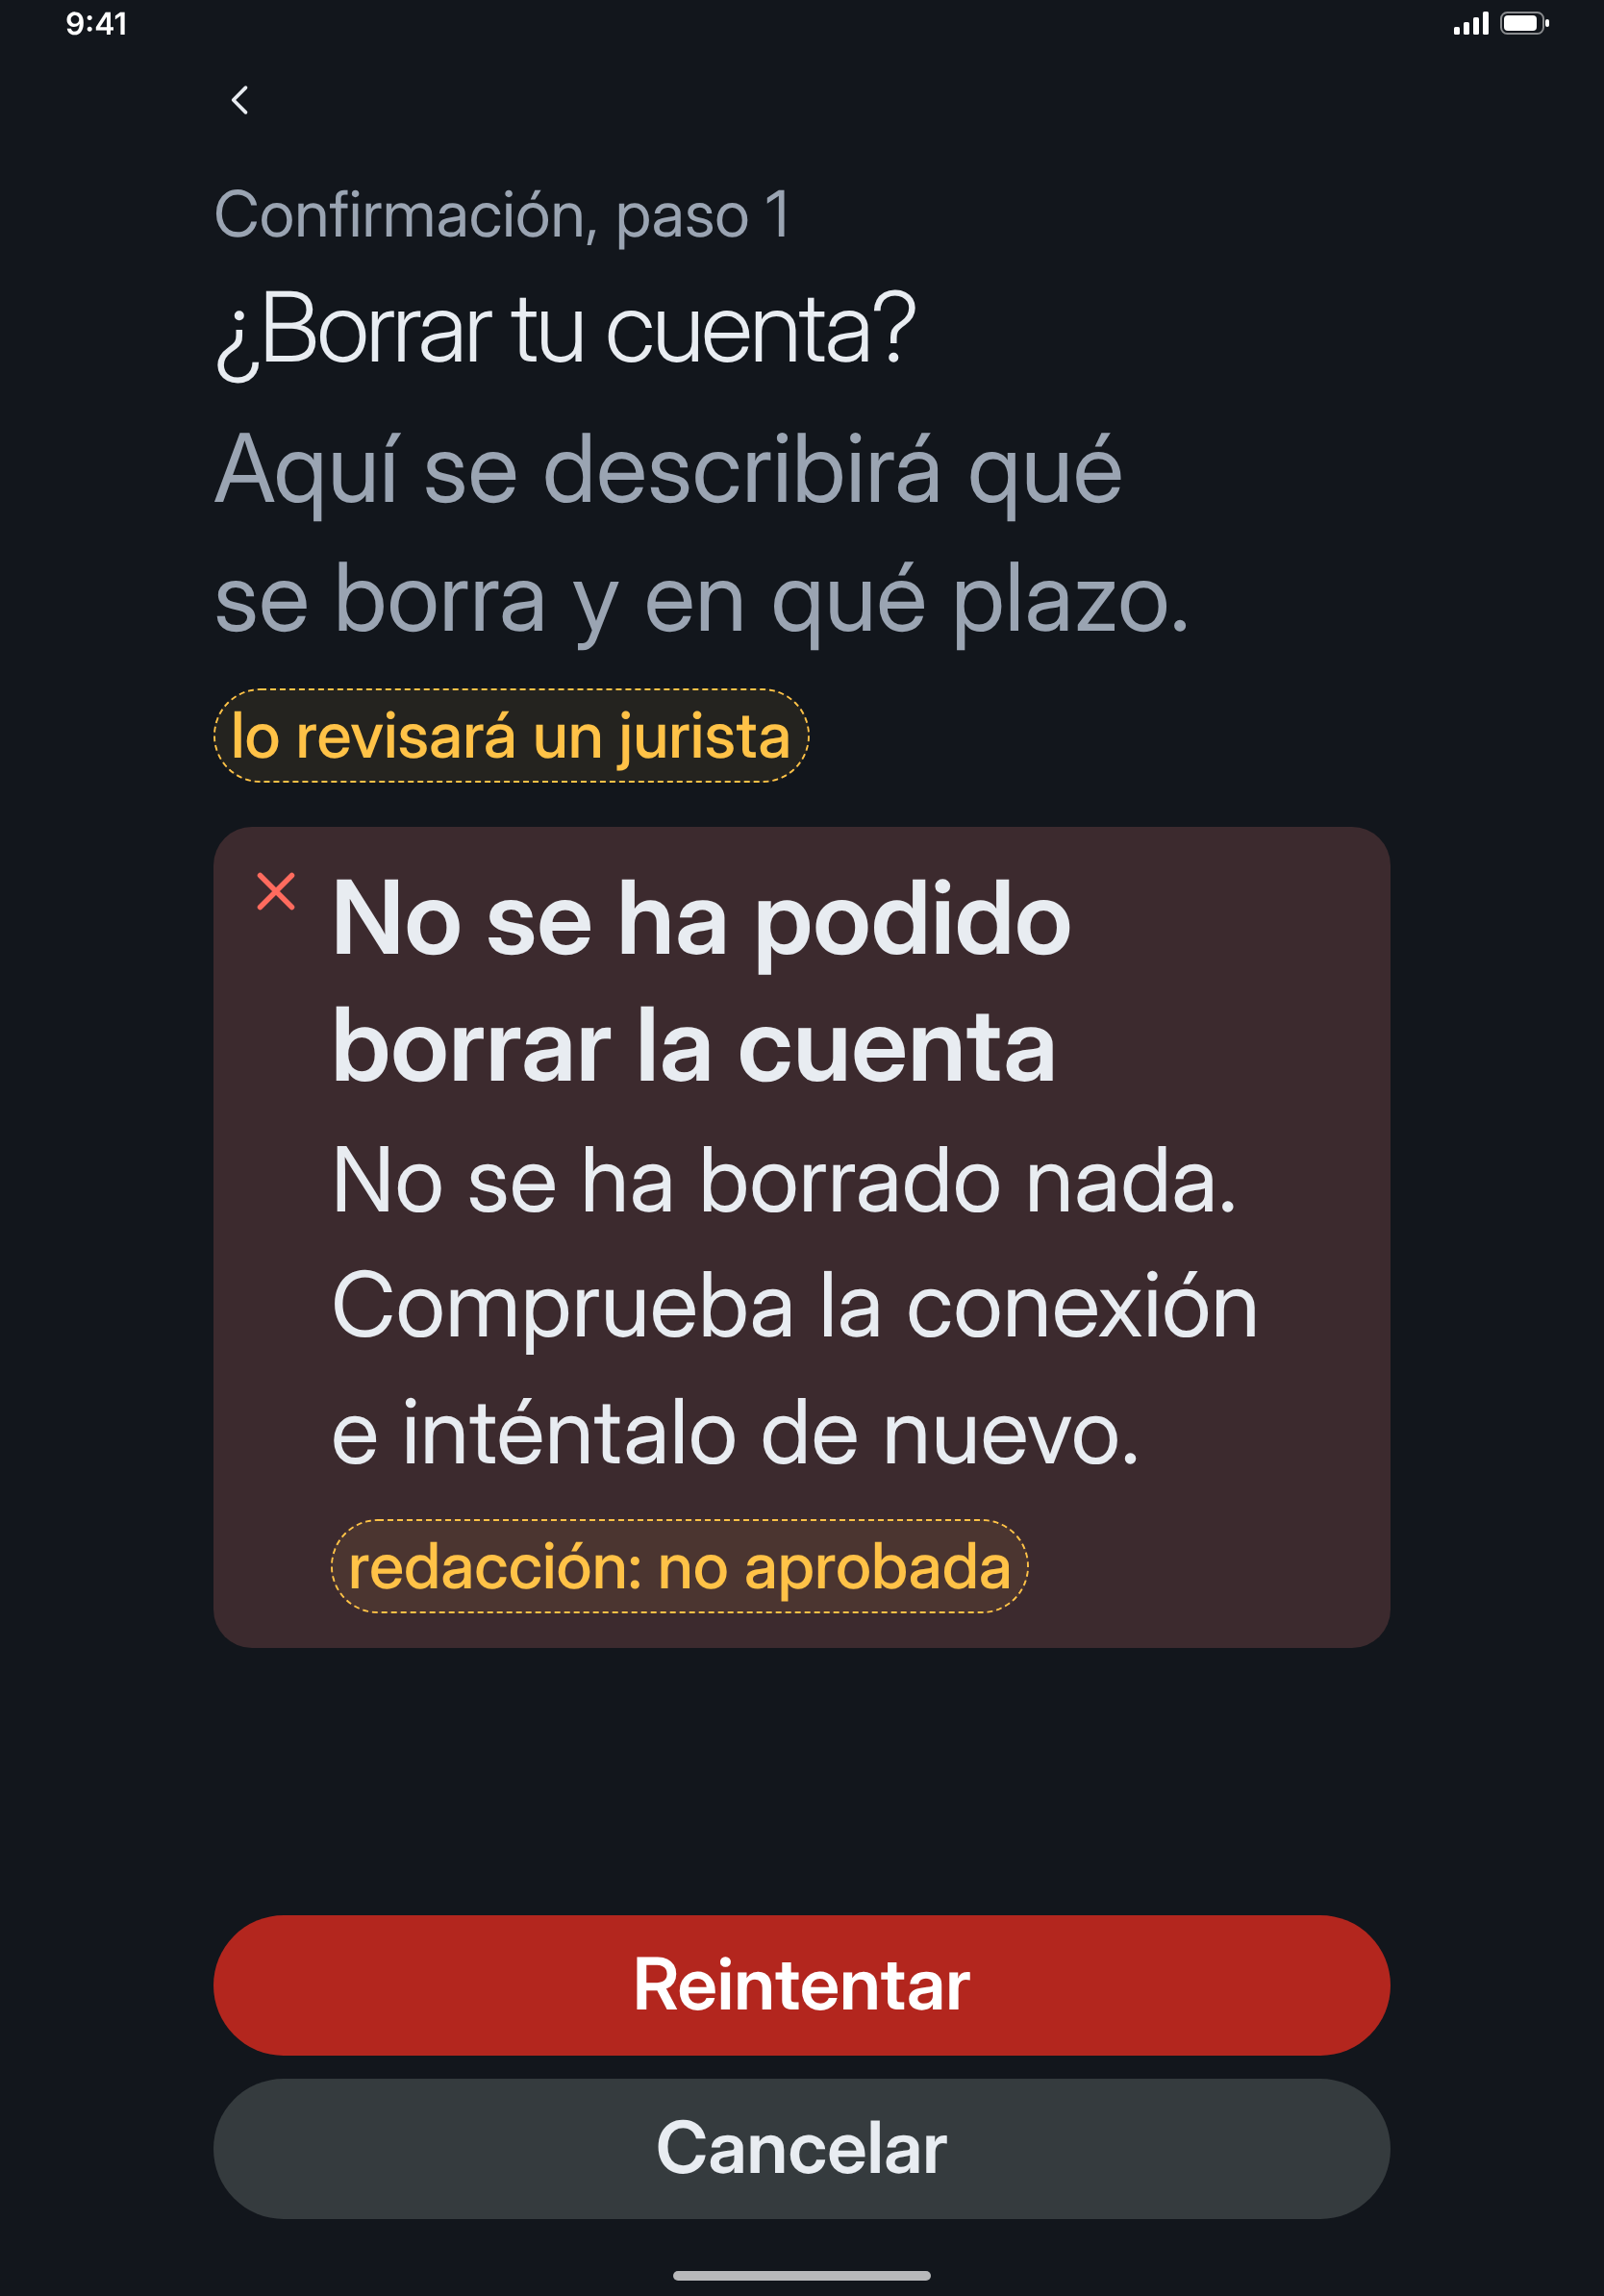 9:41
Confirmación, paso 1
¿Borrar tu cuenta?
Aquí se describirá qué
se borra y en qué plazo.
lo revisará un jurista
No se ha podido
borrar la cuenta
No se ha borrado nada.
Comprueba la conexión
e inténtalo de nuevo.
redacción: no aprobada
Reintentar
Cancelar